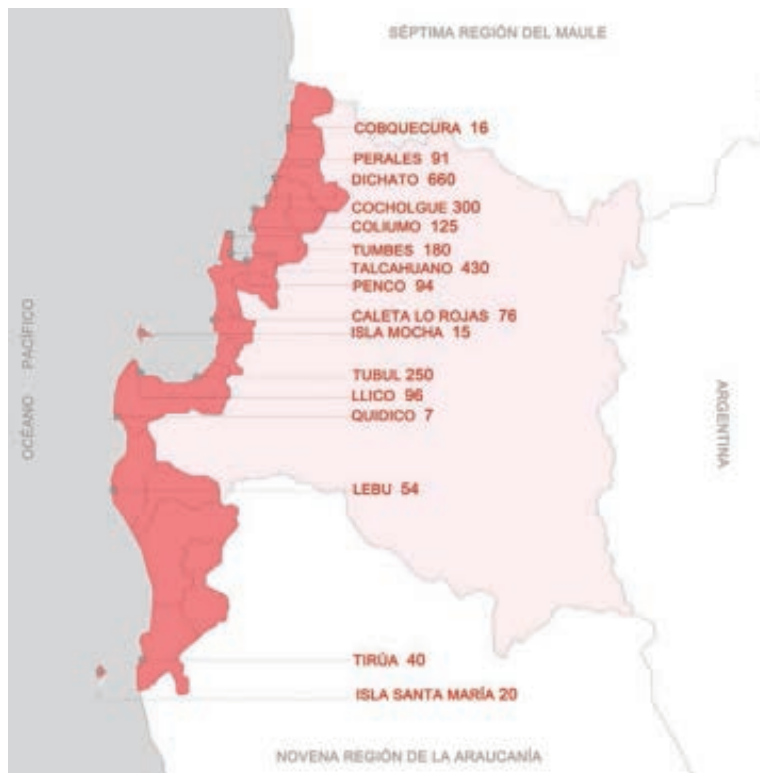 SÉPTIMA REGIÓN DEL MAULE
COBQUECURA 16
PERALES 91
DICHATO 660
COCHOLGUE 300
COLIUMO 125
TUMBES 180
TALCAHUANO 430
PENCO 94
CALETA LO ROJAS 76
ISLA MOCHA 15
TUBUL 250
LLICO 96
QUIDICO 7
LEBU 54
TIRÚA 40
ISLA SANTA MARÍA 20
OCÉANO PACÍFICO
ARGENTINA
NOVENA REGIÓN DE LA ARAUCANÍA